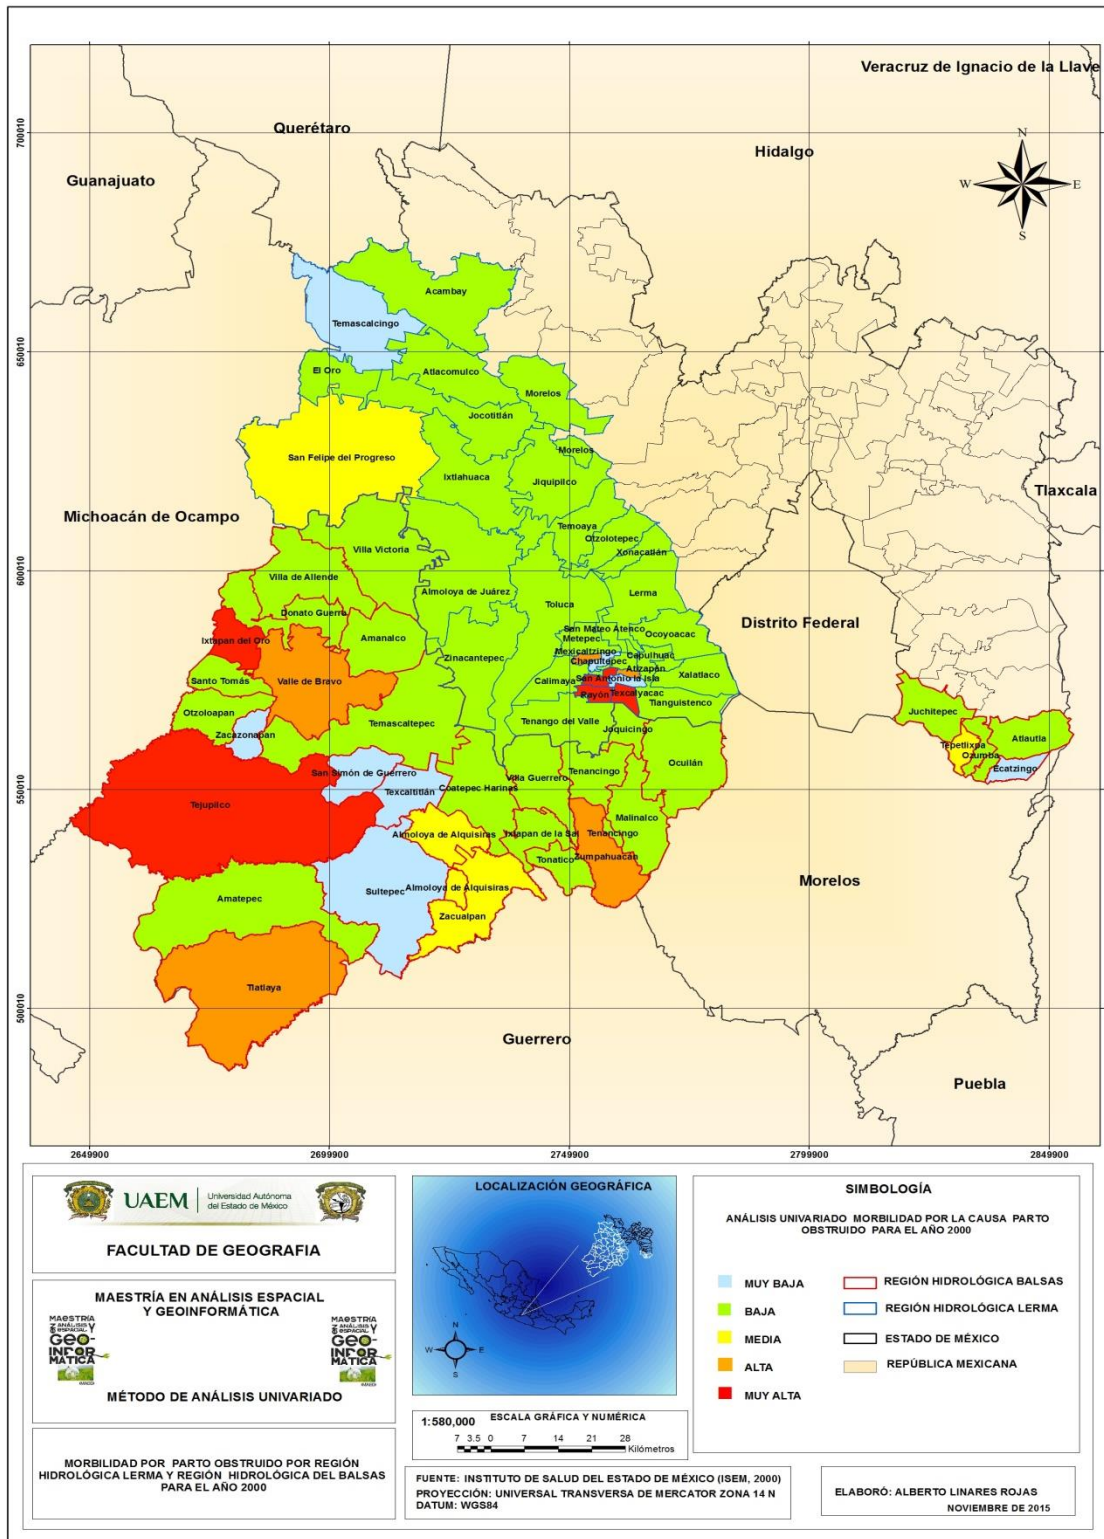 Veracruz de Ignacio de la Llave
Querétaro
Hidalgo
Guanajuato
N
W
E
S
700010
Acambay
Temascalcingo
650010
El Oro
Atlacomulco
Morelos
Jocotitlán
Morelos
San Felipe del Progreso
Ixtlahuaca
Jiquipilco
Tlaxcala
Michoacán de Ocampo
Temoaya
Otzolotepec
Xonacatlán
Villa Victoria
600010
Villa de Allende
Almoloya de Juárez
Toluca
Lerma
Donato Guerra
San Mateo Atenco
Distrito Federal
Ixtapan del Oro
Amanalco
Metepec
Ocoyoacac
Zinacantepec
Mexicaltzingo
Chapultepec
Capulhuac
Atizapán
Santo Tomás
Valle de Bravo
Calimaya
San Antonio la Isla
Xalatlaco
Rayón
Texcalyacac
Tianguistenco
Otzoloapan
Juchitepec
Zacazonapan
Temascaltepec
Tenango del Valle
Joquicingo
Atlautla
Tepetlixpa
Ozumba
Ecatzingo
Ocuilán
San Simón de Guerrero
Villa Guerrero
Tenancingo
550010
Texcaltitlán
Coatepec Harinas
Tejupilco
Malinalco
Almoloya de Alquisiras
Ixtapan de la Sal
Tenancingo
Tonatico
Zumpahuacán
Morelos
Amatepec
Sultepec
Almoloya de Alquisiras
Zacualpan
Tlatlaya
500010
Guerrero
Puebla
2649900
2699900
2749900
2799900
2849900
UAEM
Universidad Autónoma
del Estado de México
FACULTAD DE GEOGRAFIA
MAESTRÍA EN ANÁLISIS ESPACIAL
Y GEOINFORMÁTICA
MÉTODO DE ANÁLISIS UNIVARIADO
MORBILIDAD POR PARTO OBSTRUIDO POR REGIÓN
HIDROLÓGICA LERMA Y REGIÓN HIDROLÓGICA DEL BALSAS
PARA EL AÑO 2000
LOCALIZACIÓN GEOGRÁFICA
N
W
E
S
1:580,000
ESCALA GRÁFICA Y NUMÉRICA
7 3.5 0 7 14 21 28
Kilómetros
FUENTE: INSTITUTO DE SALUD DEL ESTADO DE MÉXICO (ISEM, 2000)
PROYECCIÓN: UNIVERSAL TRANSVERSA DE MERCATOR ZONA 14 N
DATUM: WGS84
SIMBOLOGÍA
ANÁLISIS UNIVARIADO MORBILIDAD POR LA CAUSA PARTO
OBSTRUIDO PARA EL AÑO 2000
MUY BAJA
BAJA
MEDIA
ALTA
MUY ALTA
REGIÓN HIDROLÓGICA BALSAS
REGIÓN HIDROLÓGICA LERMA
ESTADO DE MÉXICO
REPÚBLICA MEXICANA
ELABORÓ: ALBERTO LINARES ROJAS
NOVIEMBRE DE 2015